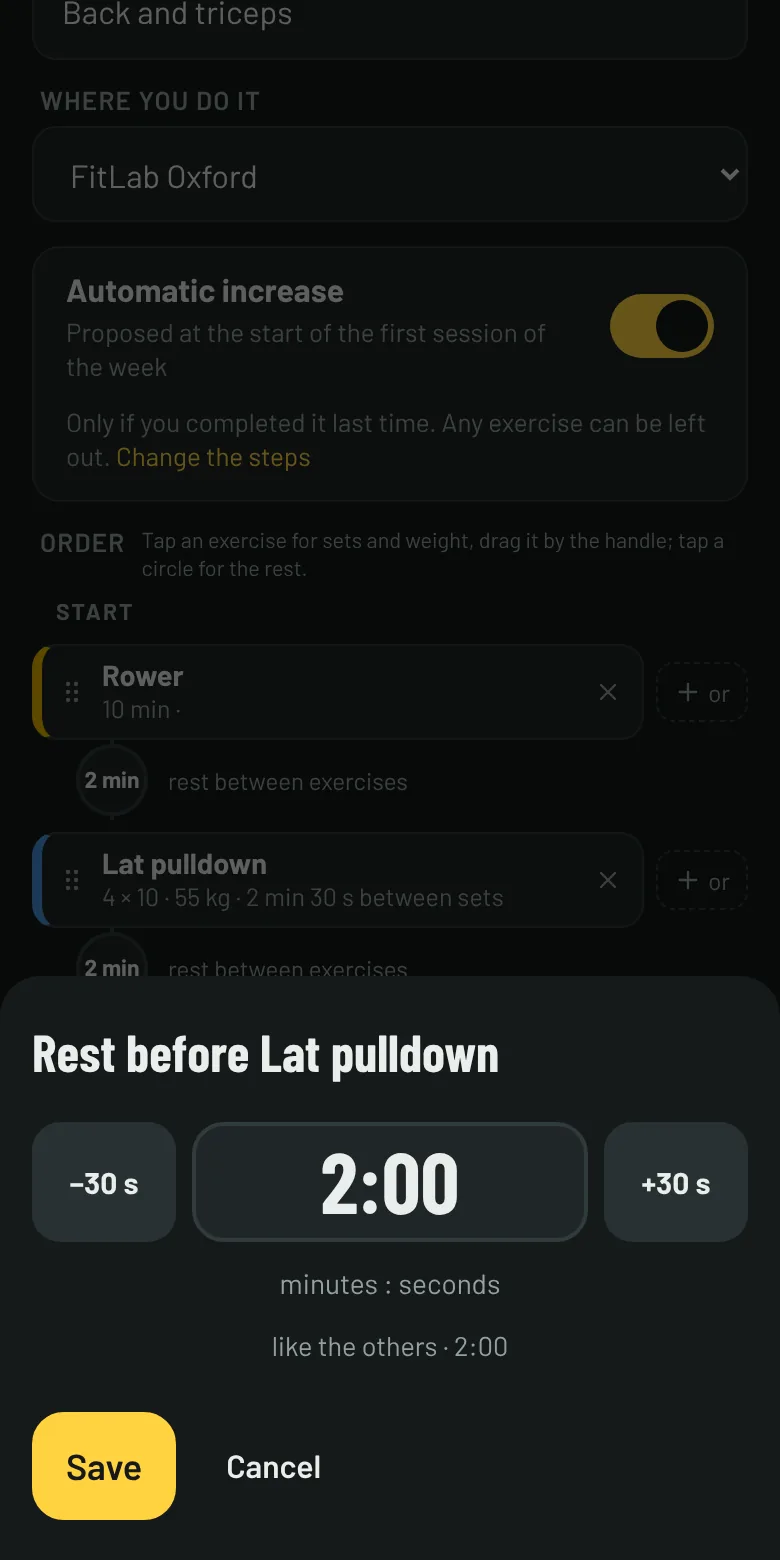 Back and triceps
WHERE YOU DO IT
FitLab Oxford
Automatic increase
Proposed at the start of the first session of
the week
Only if you completed it last time. Any exercise can be left
out. Change the steps
ORDER Tap an exercise for sets and weight, drag it by the handle; tap a
circle for the rest.
START
Rower
10 min ·
+ or
2 min rest between exercises
Lat pulldown
4 × 10 · 55 kg · 2 min 30 s between sets
+ or
2 min rest between exercises
Rest before Lat pulldown
−30 s 2:00 +30 s
minutes : seconds
like the others · 2:00
Save Cancel